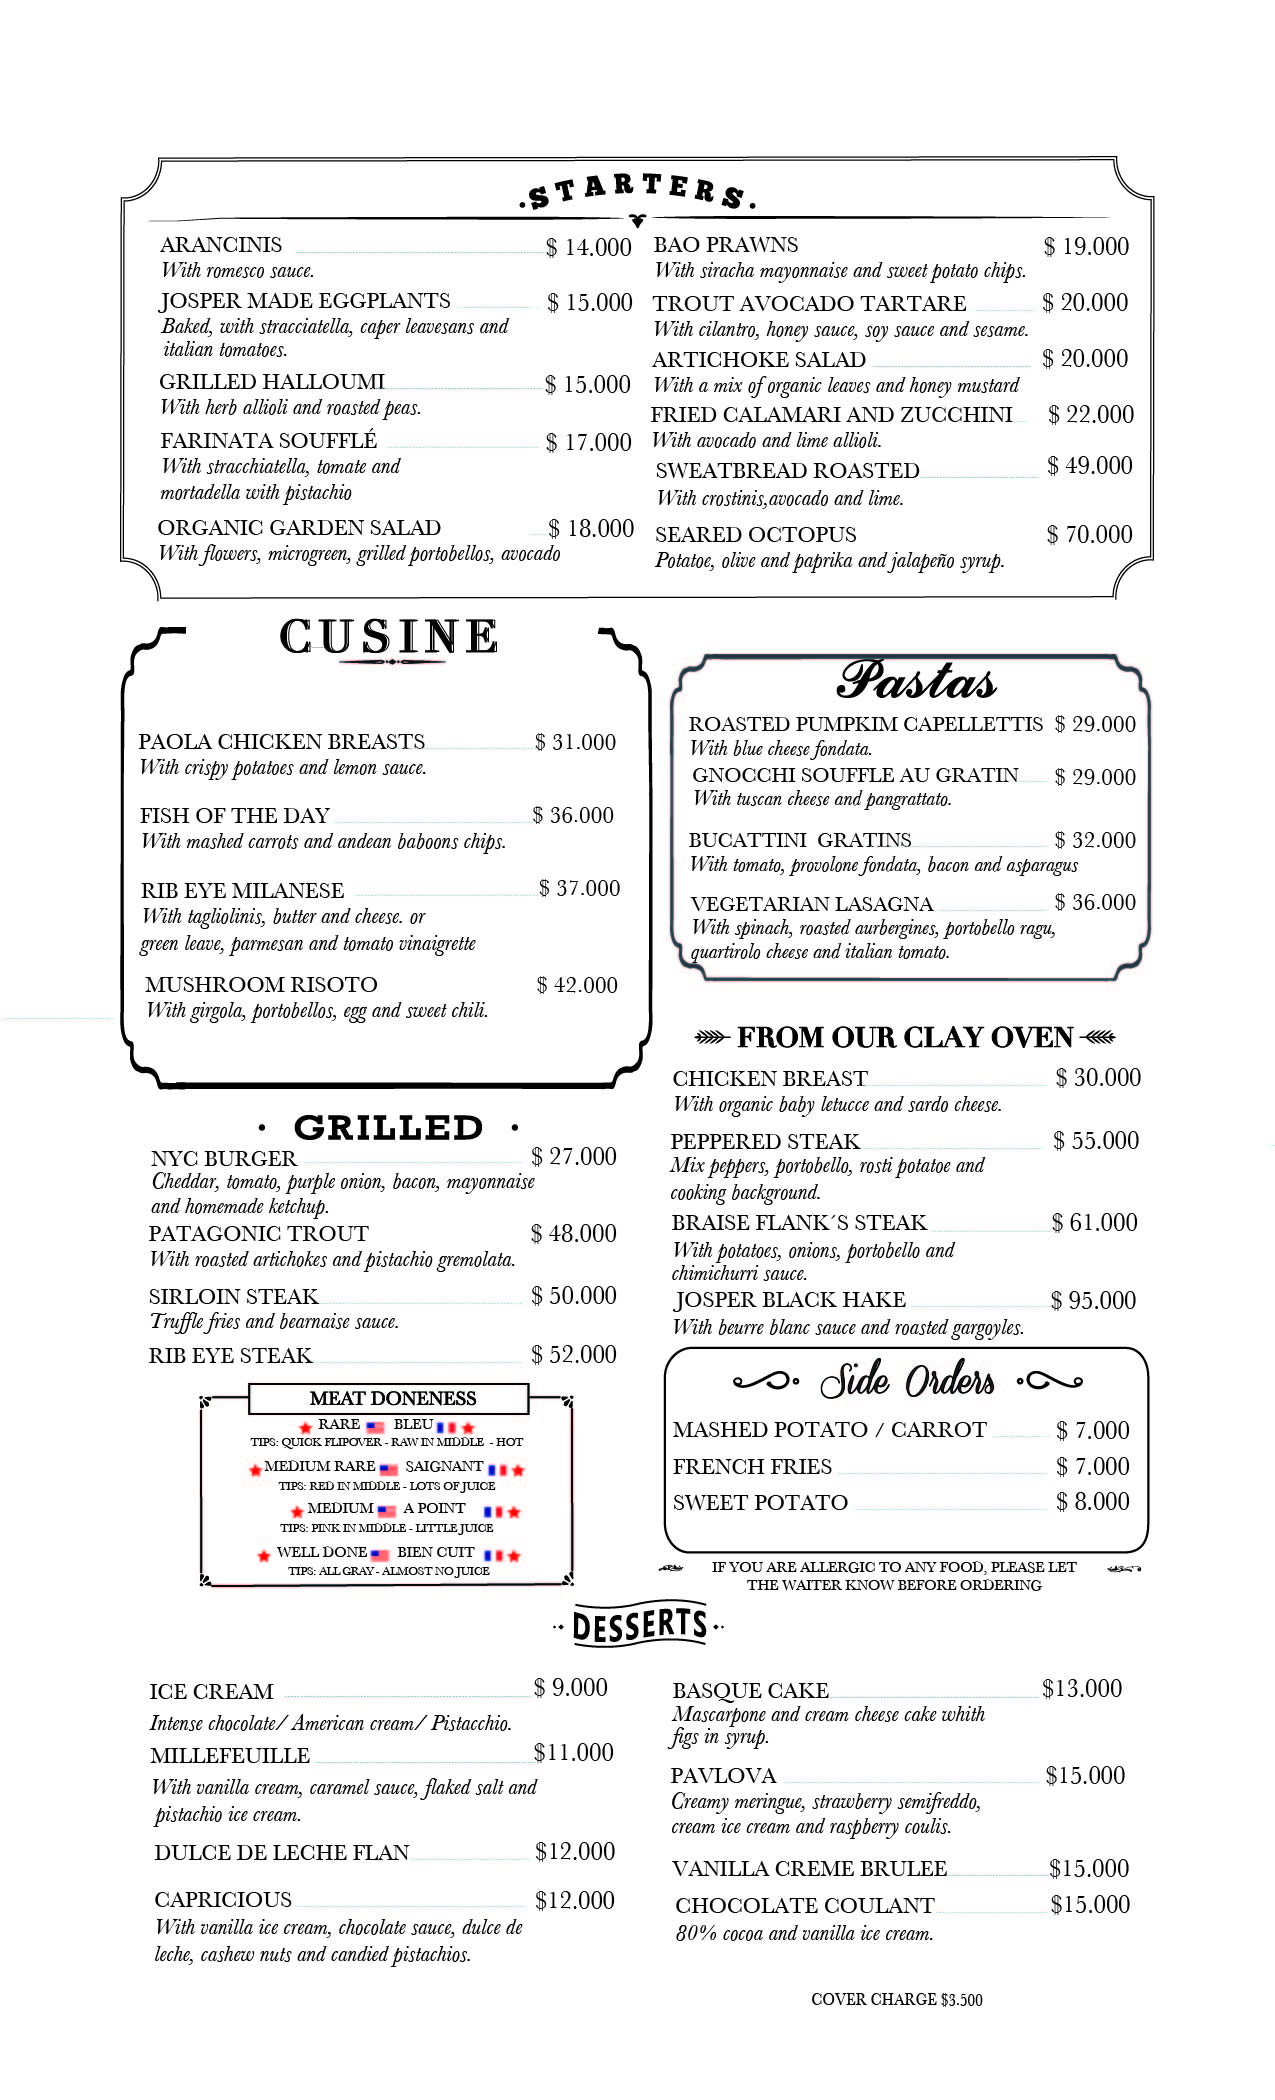 .STARTERS.
ARANCINIS $ 14.000
With romesco sauce.
JOSPER MADE EGGPLANTS $ 15.000
Baked, with stracciatella, caper leavesans and
italian tomatoes.
GRILLED HALLOUMI $ 15.000
With herb allioli and roasted peas.
FARINATA SOUFFLÉ $ 17.000
With stracchiatella, tomate and
mortadella with pistachio
ORGANIC GARDEN SALAD $ 18.000
With flowers, microgreen, grilled portobellos, avocado
BAO PRAWNS $ 19.000
With siracha mayonnaise and sweet potato chips.
TROUT AVOCADO TARTARE $ 20.000
With cilantro, honey sauce, soy sauce and sesame.
ARTICHOKE SALAD $ 20.000
With a mix of organic leaves and honey mustard
FRIED CALAMARI AND ZUCCHINI $ 22.000
With avocado and lime allioli.
SWEATBREAD ROASTED $ 49.000
With crostinis,avocado and lime.
SEARED OCTOPUS $ 70.000
Potatoe, olive and paprika and jalapeño syrup.
CUSINE
PAOLA CHICKEN BREASTS $ 31.000
With crispy potatoes and lemon sauce.
FISH OF THE DAY $ 36.000
With mashed carrots and andean baboons chips.
RIB EYE MILANESE $ 37.000
With tagliolinis, butter and cheese. or
green leave, parmesan and tomato vinaigrette
MUSHROOM RISOTO $ 42.000
With girgola, portobellos, egg and sweet chili.
Pastas
ROASTED PUMPKIM CAPELLETTIS $ 29.000
With blue cheese fondata.
GNOCCHI SOUFFLE AU GRATIN $ 29.000
With tuscan cheese and pangrattato.
BUCATTINI GRATINS $ 32.000
With tomato, provolone fondata, bacon and asparagus
VEGETARIAN LASAGNA $ 36.000
With spinach, roasted aurbergines, portobello ragu,
quartirolo cheese and italian tomato.
· GRILLED ·
NYC BURGER $ 27.000
Cheddar, tomato, purple onion, bacon, mayonnaise
and homemade ketchup.
PATAGONIC TROUT $ 48.000
With roasted artichokes and pistachio gremolata.
SIRLOIN STEAK $ 50.000
Truffle fries and bearnaise sauce.
RIB EYE STEAK $ 52.000
MEAT DONENESS
RARE BLEU
TIPS: QUICK FLIPOVER - RAW IN MIDDLE - HOT
MEDIUM RARE SAIGNANT
TIPS: RED IN MIDDLE - LOTS OF JUICE
MEDIUM A POINT
TIPS: PINK IN MIDDLE - LITTLE JUICE
WELL DONE BIEN CUIT
TIPS: ALL GRAY - ALMOST NO JUICE
FROM OUR CLAY OVEN
CHICKEN BREAST $ 30.000
With organic baby letucce and sardo cheese.
PEPPERED STEAK $ 55.000
Mix peppers, portobello, rosti potatoe and
cooking background.
BRAISE FLANK´S STEAK $ 61.000
With potatoes, onions, portobello and
chimichurri sauce.
JOSPER BLACK HAKE $ 95.000
With beurre blanc sauce and roasted gargoyles.
Side Orders
MASHED POTATO / CARROT $ 7.000
FRENCH FRIES $ 7.000
SWEET POTATO $ 8.000
IF YOU ARE ALLERGIC TO ANY FOOD, PLEASE LET
THE WAITER KNOW BEFORE ORDERING
DESSERTS
ICE CREAM $ 9.000
Intense chocolate/ American cream/ Pistacchio.
MILLEFEUILLE $11.000
With vanilla cream, caramel sauce, flaked salt and
pistachio ice cream.
DULCE DE LECHE FLAN $12.000
CAPRICIOUS $12.000
With vanilla ice cream, chocolate sauce, dulce de
leche, cashew nuts and candied pistachios.
BASQUE CAKE $13.000
Mascarpone and cream cheese cake whith
figs in syrup.
PAVLOVA $15.000
Creamy meringue, strawberry semifreddo,
cream ice cream and raspberry coulis.
VANILLA CREME BRULEE $15.000
CHOCOLATE COULANT $15.000
80% cocoa and vanilla ice cream.
COVER CHARGE $3.500